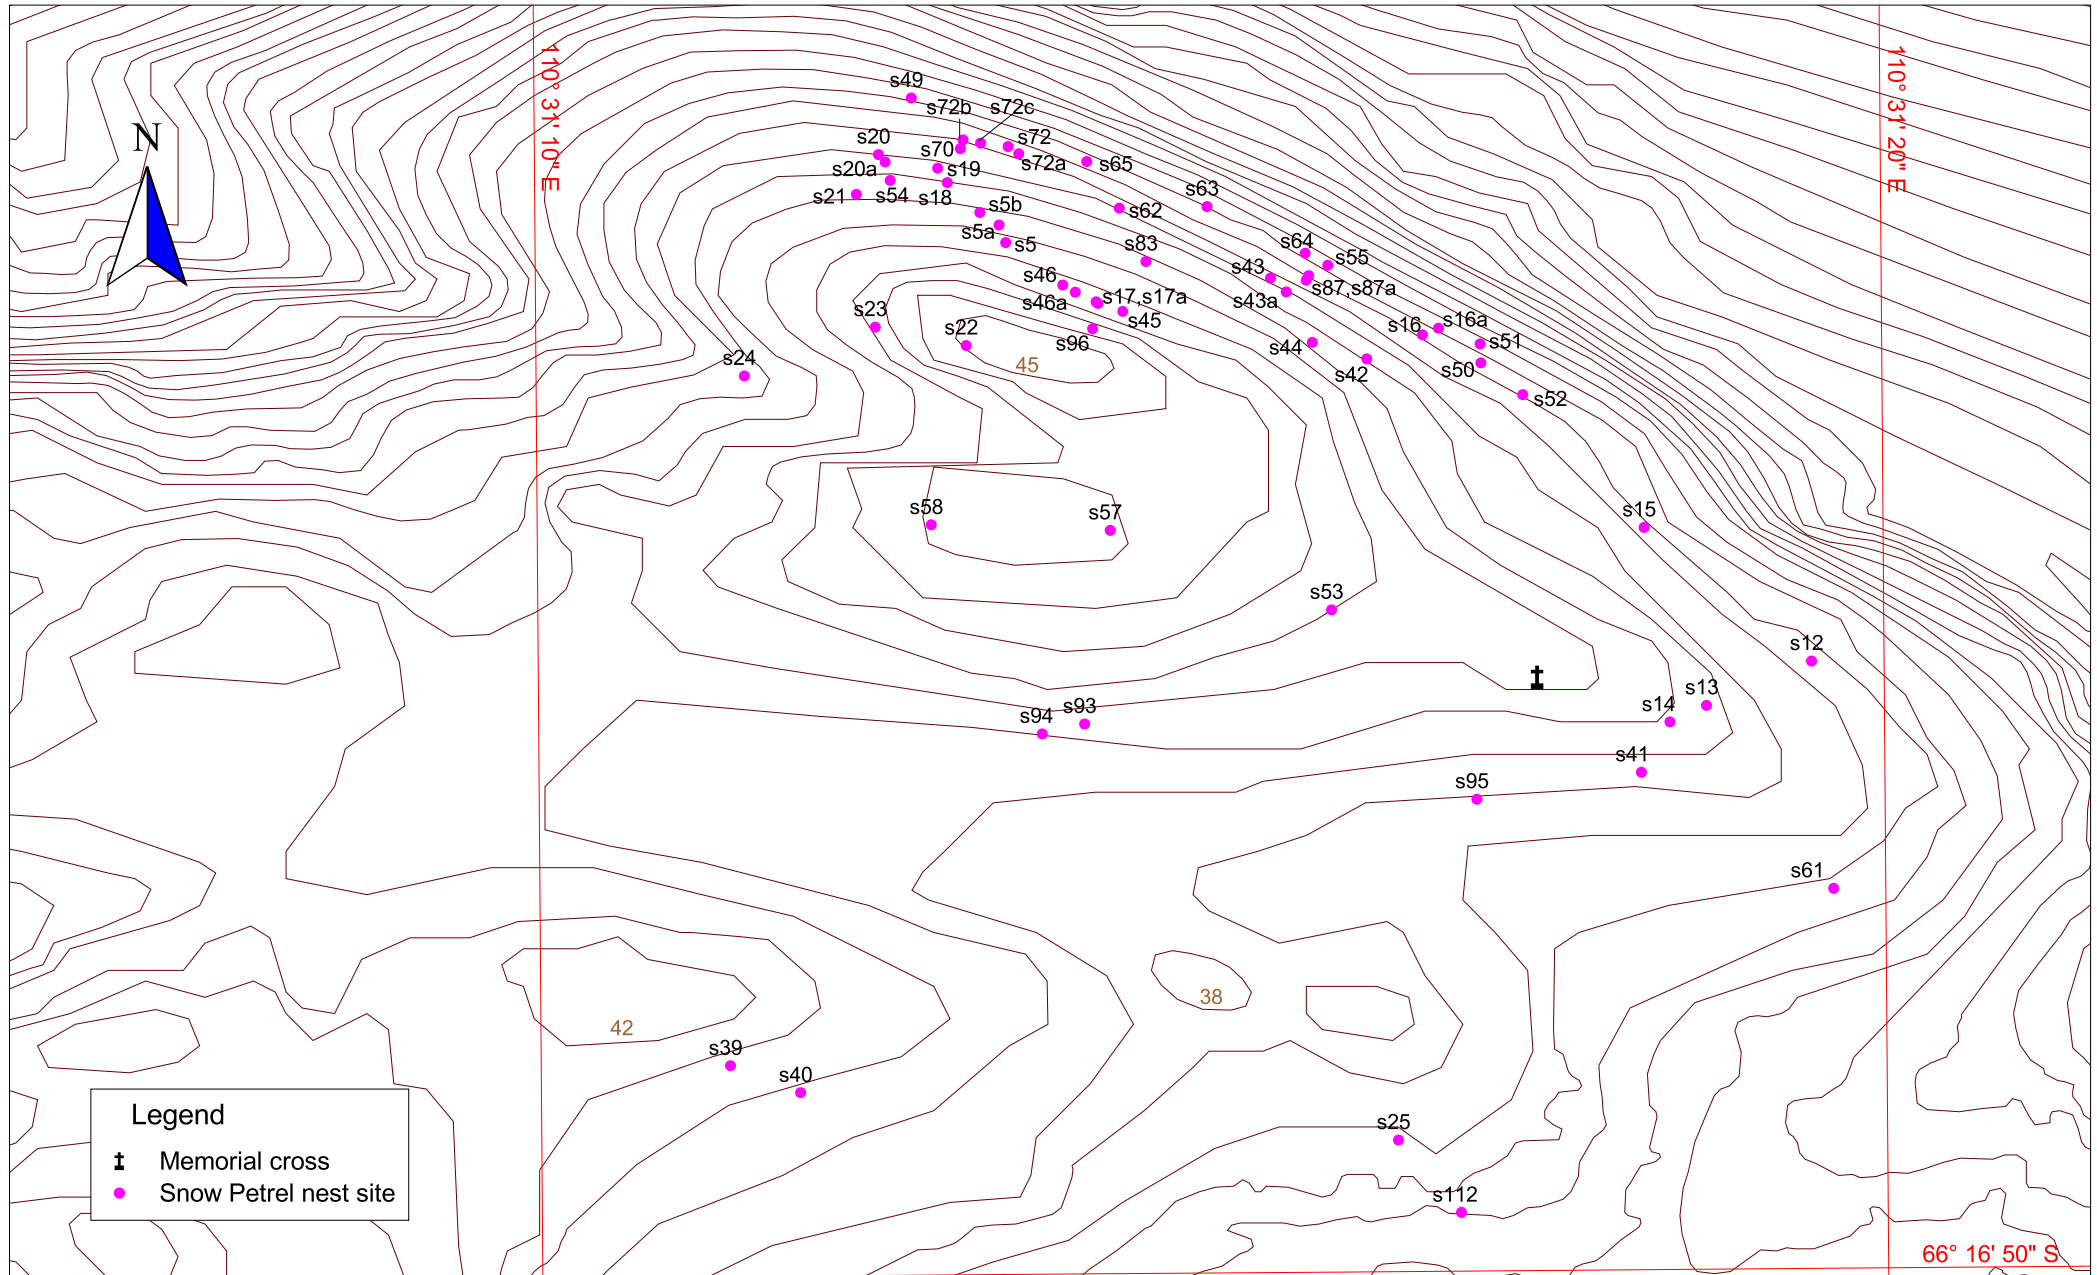 110° 31' 10" E
110° 31' 20" E
N
s49
s72b
s72c
s20
s70
s72
s72a
s65
s20a
s19
s21
s54
s18
s63
s5b
s62
s5a
s5
s83
s64
s55
s43
s46
s87,s87a
s46a
s17,s17a
s43a
s23
s22
s45
s96
s16
s16a
s44
s51
s24
s42
s50
45
s52
s58
s57
s15
s53
s12
s94
s93
s14
s13
s41
s95
s61
38
42
s39
s40
s25
s112
Legend
Memorial cross
Snow Petrel nest site
66° 16' 50" S